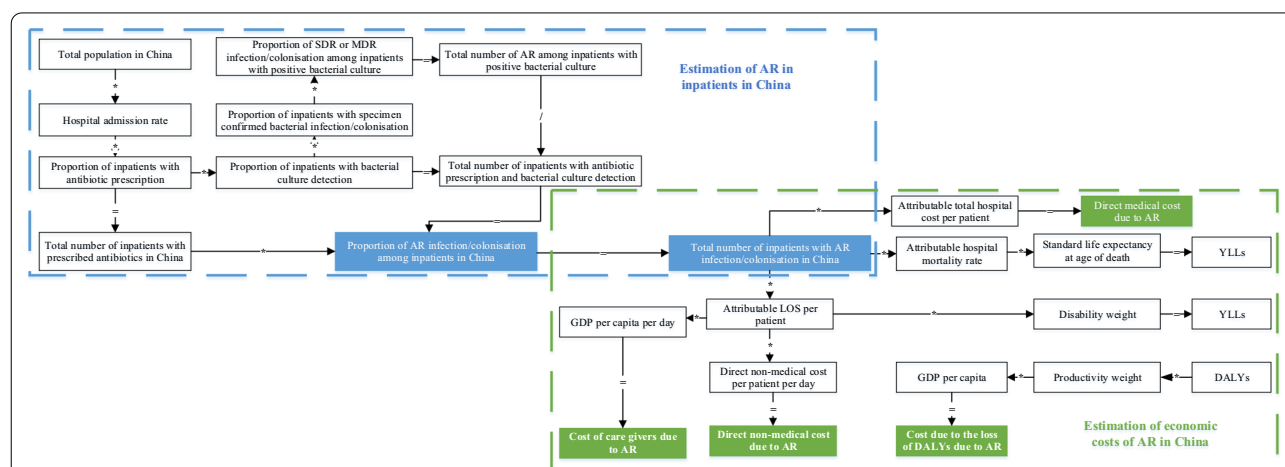 Total population in China
*
Hospital admission rate
*
Proportion of inpatients with
antibiotic prescription
=
Total number of inpatients with
prescribed antibiotics in China
Proportion of SDR or MDR
infection/colonisation among inpatients
with positive bacterial culture
=
Total number of AR among inpatients
with positive bacterial culture
*
Proportion of inpatients with specimen
confirmed bacterial infection/colonisation
*
*
Proportion of inpatients with bacterial
culture detection
=
/
Total number of inpatients with antibiotic
prescription and bacterial culture detection
=
*
Proportion of AR infection/colonisation
among inpatients in China
=
Total number of inpatients with AR
infection/colonisation in China
Estimation of AR in
inpatients in China
*
Attributable total hospital
cost per patient
=
Direct medical cost
due to AR
*
Attributable hospital
mortality rate
*
Standard life expectancy
at age of death
=
YLLs
*
GDP per capita per day
*
Attributable LOS per
patient
*
Disability weight
=
YLLs
*
Direct non-medical cost
per patient per day
GDP per capita
*
Productivity weight
*
DALYs
=
=
=
Cost of care givers due
to AR
Direct non-medical cost
due to AR
Cost due to the loss
of DALYs due to AR
Estimation of economic
costs of AR in China